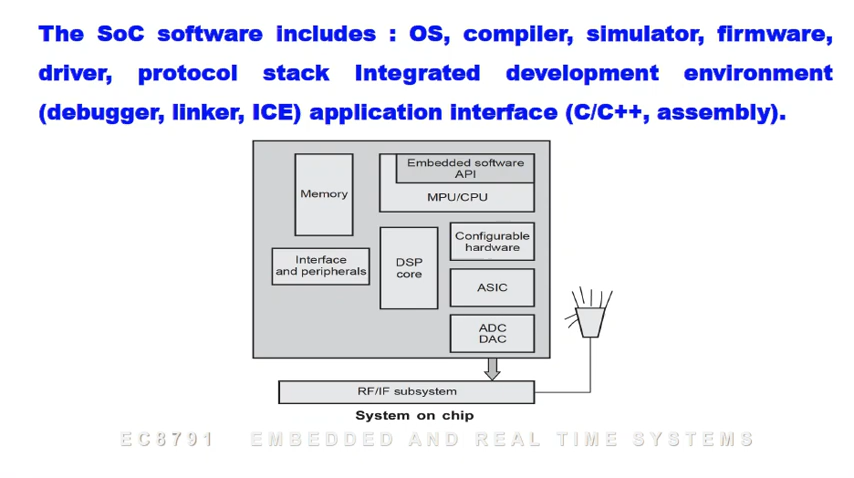 The SoC software includes : OS, compiler, simulator, firmware,
driver, protocol stack Integrated development environment
(debugger, linker, ICE) application interface (C/C++, assembly).
Embedded software
API
Memory
MPU/CPU
Configurable
hardware
Interface
and peripherals
DSP
core
ASIC
ADC
DAC
RF/IF subsystem
System on chip
EC8791 EMBEDDED AND REAL TIME SYSTEMS